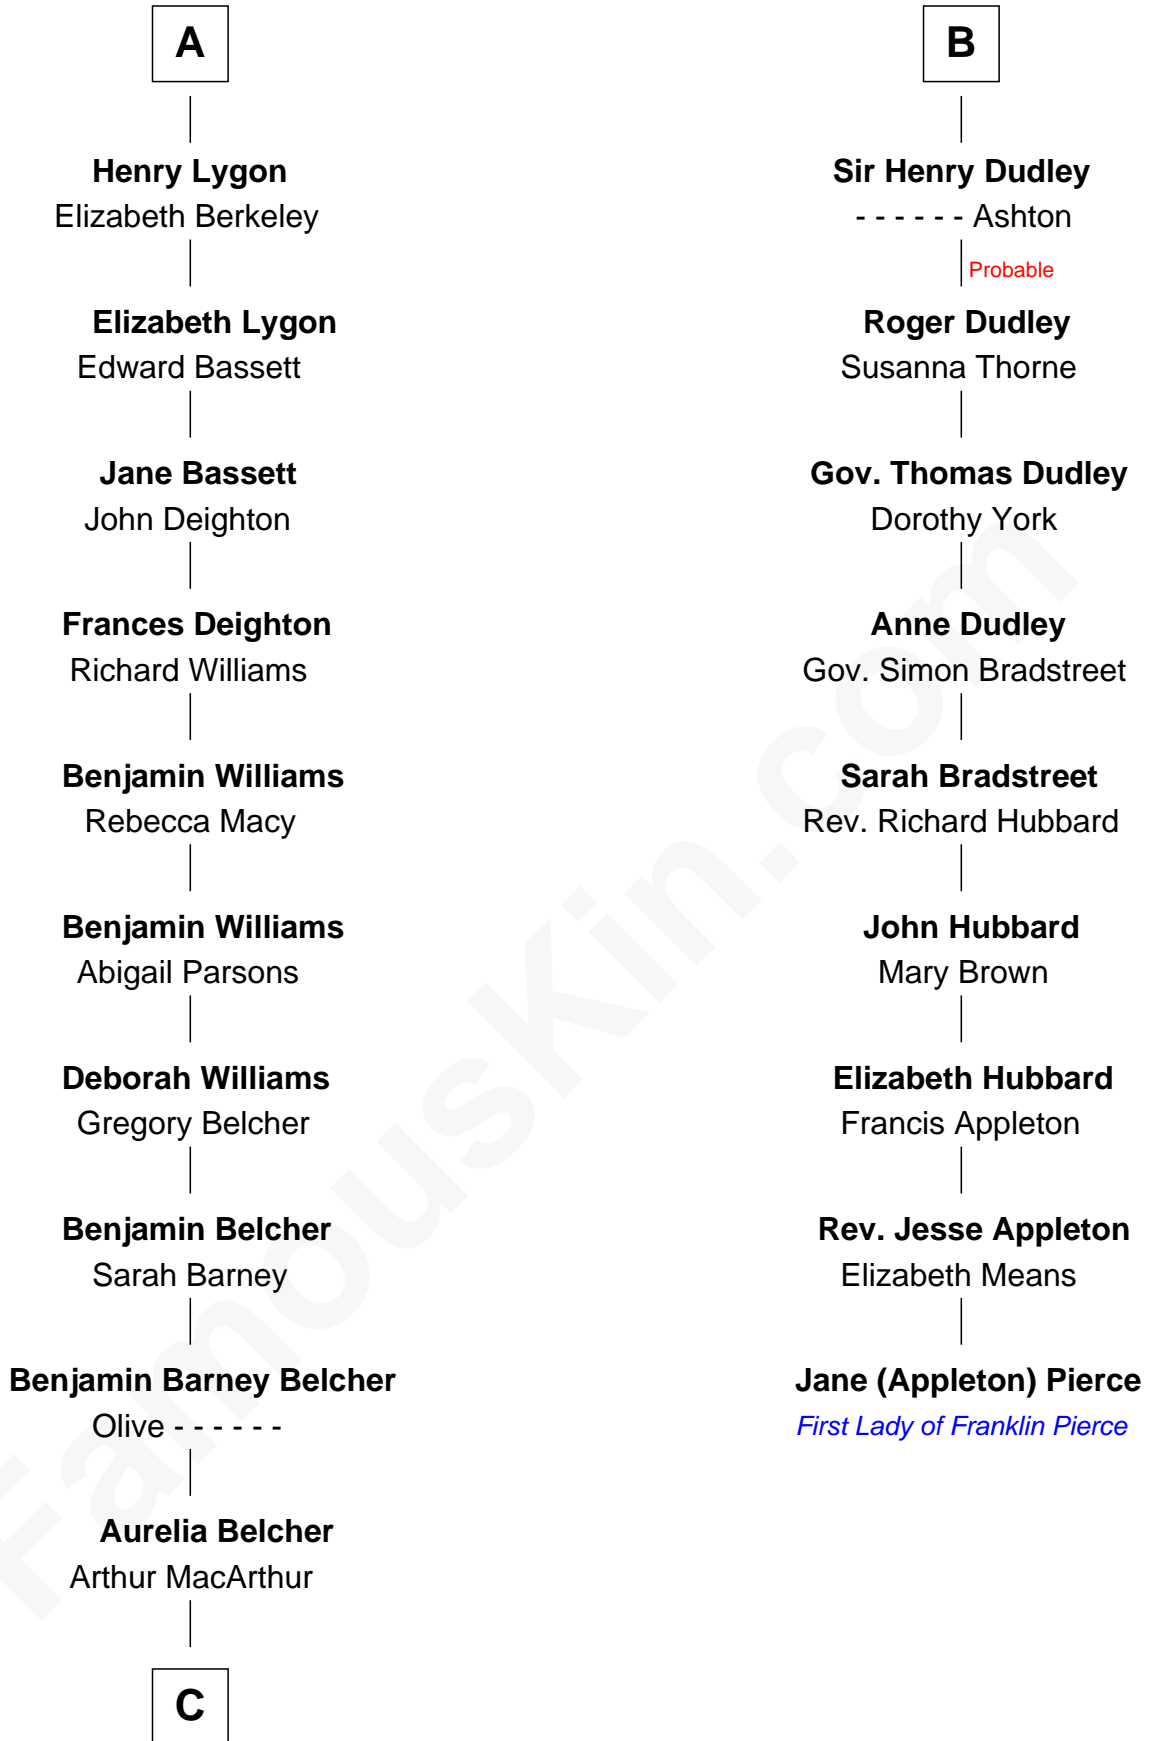 A
Henry Lygon
Elizabeth Berkeley
Elizabeth Lygon
Edward Bassett
Jane Bassett
John Deighton
Frances Deighton
Richard Williams
Benjamin Williams
Rebecca Macy
Benjamin Williams
Abigail Parsons
Deborah Williams
Gregory Belcher
Benjamin Belcher
Sarah Barney
Benjamin Barney Belcher
Olive - - - - - -
Aurelia Belcher
Arthur MacArthur
C
B
Sir Henry Dudley
- - - - - - Ashton
Probable
Roger Dudley
Susanna Thorne
Gov. Thomas Dudley
Dorothy York
Anne Dudley
Gov. Simon Bradstreet
Sarah Bradstreet
Rev. Richard Hubbard
John Hubbard
Mary Brown
Elizabeth Hubbard
Francis Appleton
Rev. Jesse Appleton
Elizabeth Means
Jane (Appleton) Pierce
First Lady of Franklin Pierce
FamousKin.com